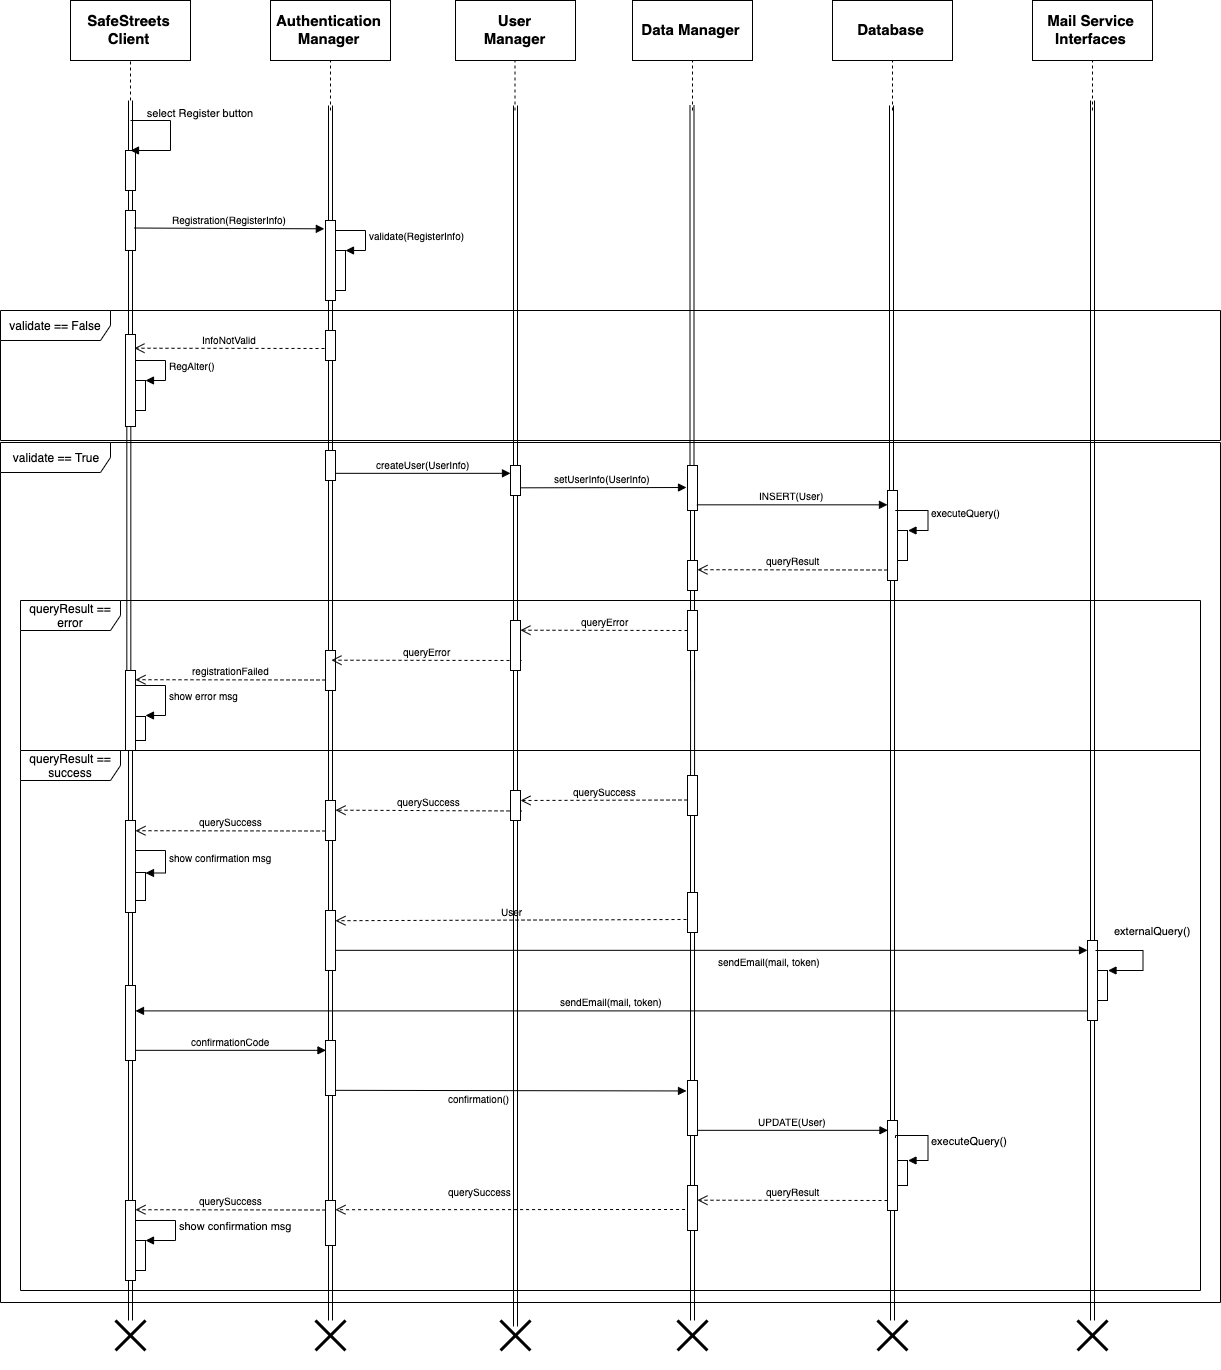 SafeStreets
Client
Authentication
Manager
User
Manager
Data Manager
Database
Mail Service
Interfaces
select Register button
Registration(RegisterInfo)
validate(RegisterInfo)
validate == False
InfoNotValid
RegAlter()
validate == True
createUser(UserInfo)
setUserInfo(UserInfo)
INSERT(User)
executeQuery()
queryResult
queryResult ==
error
queryError
queryError
registrationFailed
show error msg
queryResult ==
success
querySuccess
querySuccess
querySuccess
show confirmation msg
User
externalQuery()
sendEmail(mail, token)
sendEmail(mail, token)
confirmationCode
confirmation()
UPDATE(User)
executeQuery()
queryResult
querySuccess
querySuccess
show confirmation msg